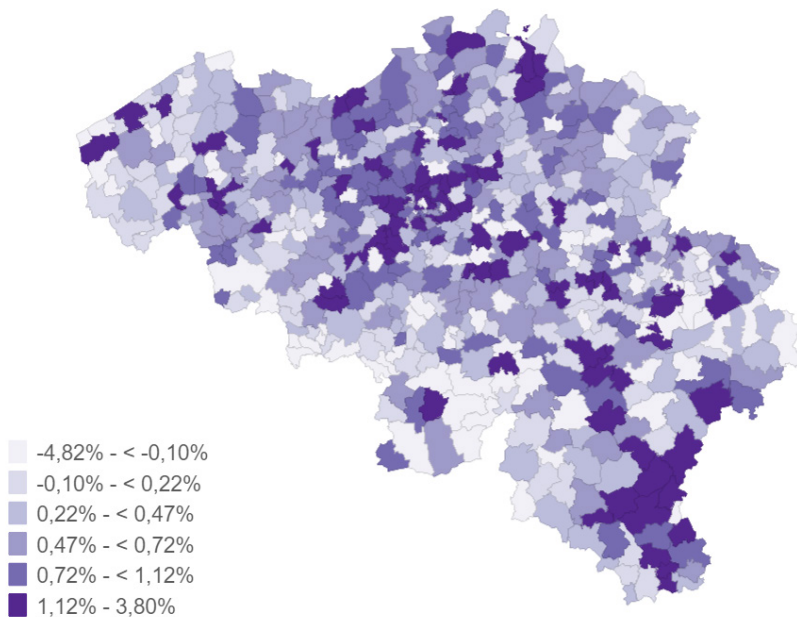 -4,82% - < -0,10%
-0,10% - < 0,22%
0,22% - < 0,47%
0,47% - < 0,72%
0,72% - < 1,12%
1,12% - 3,80%